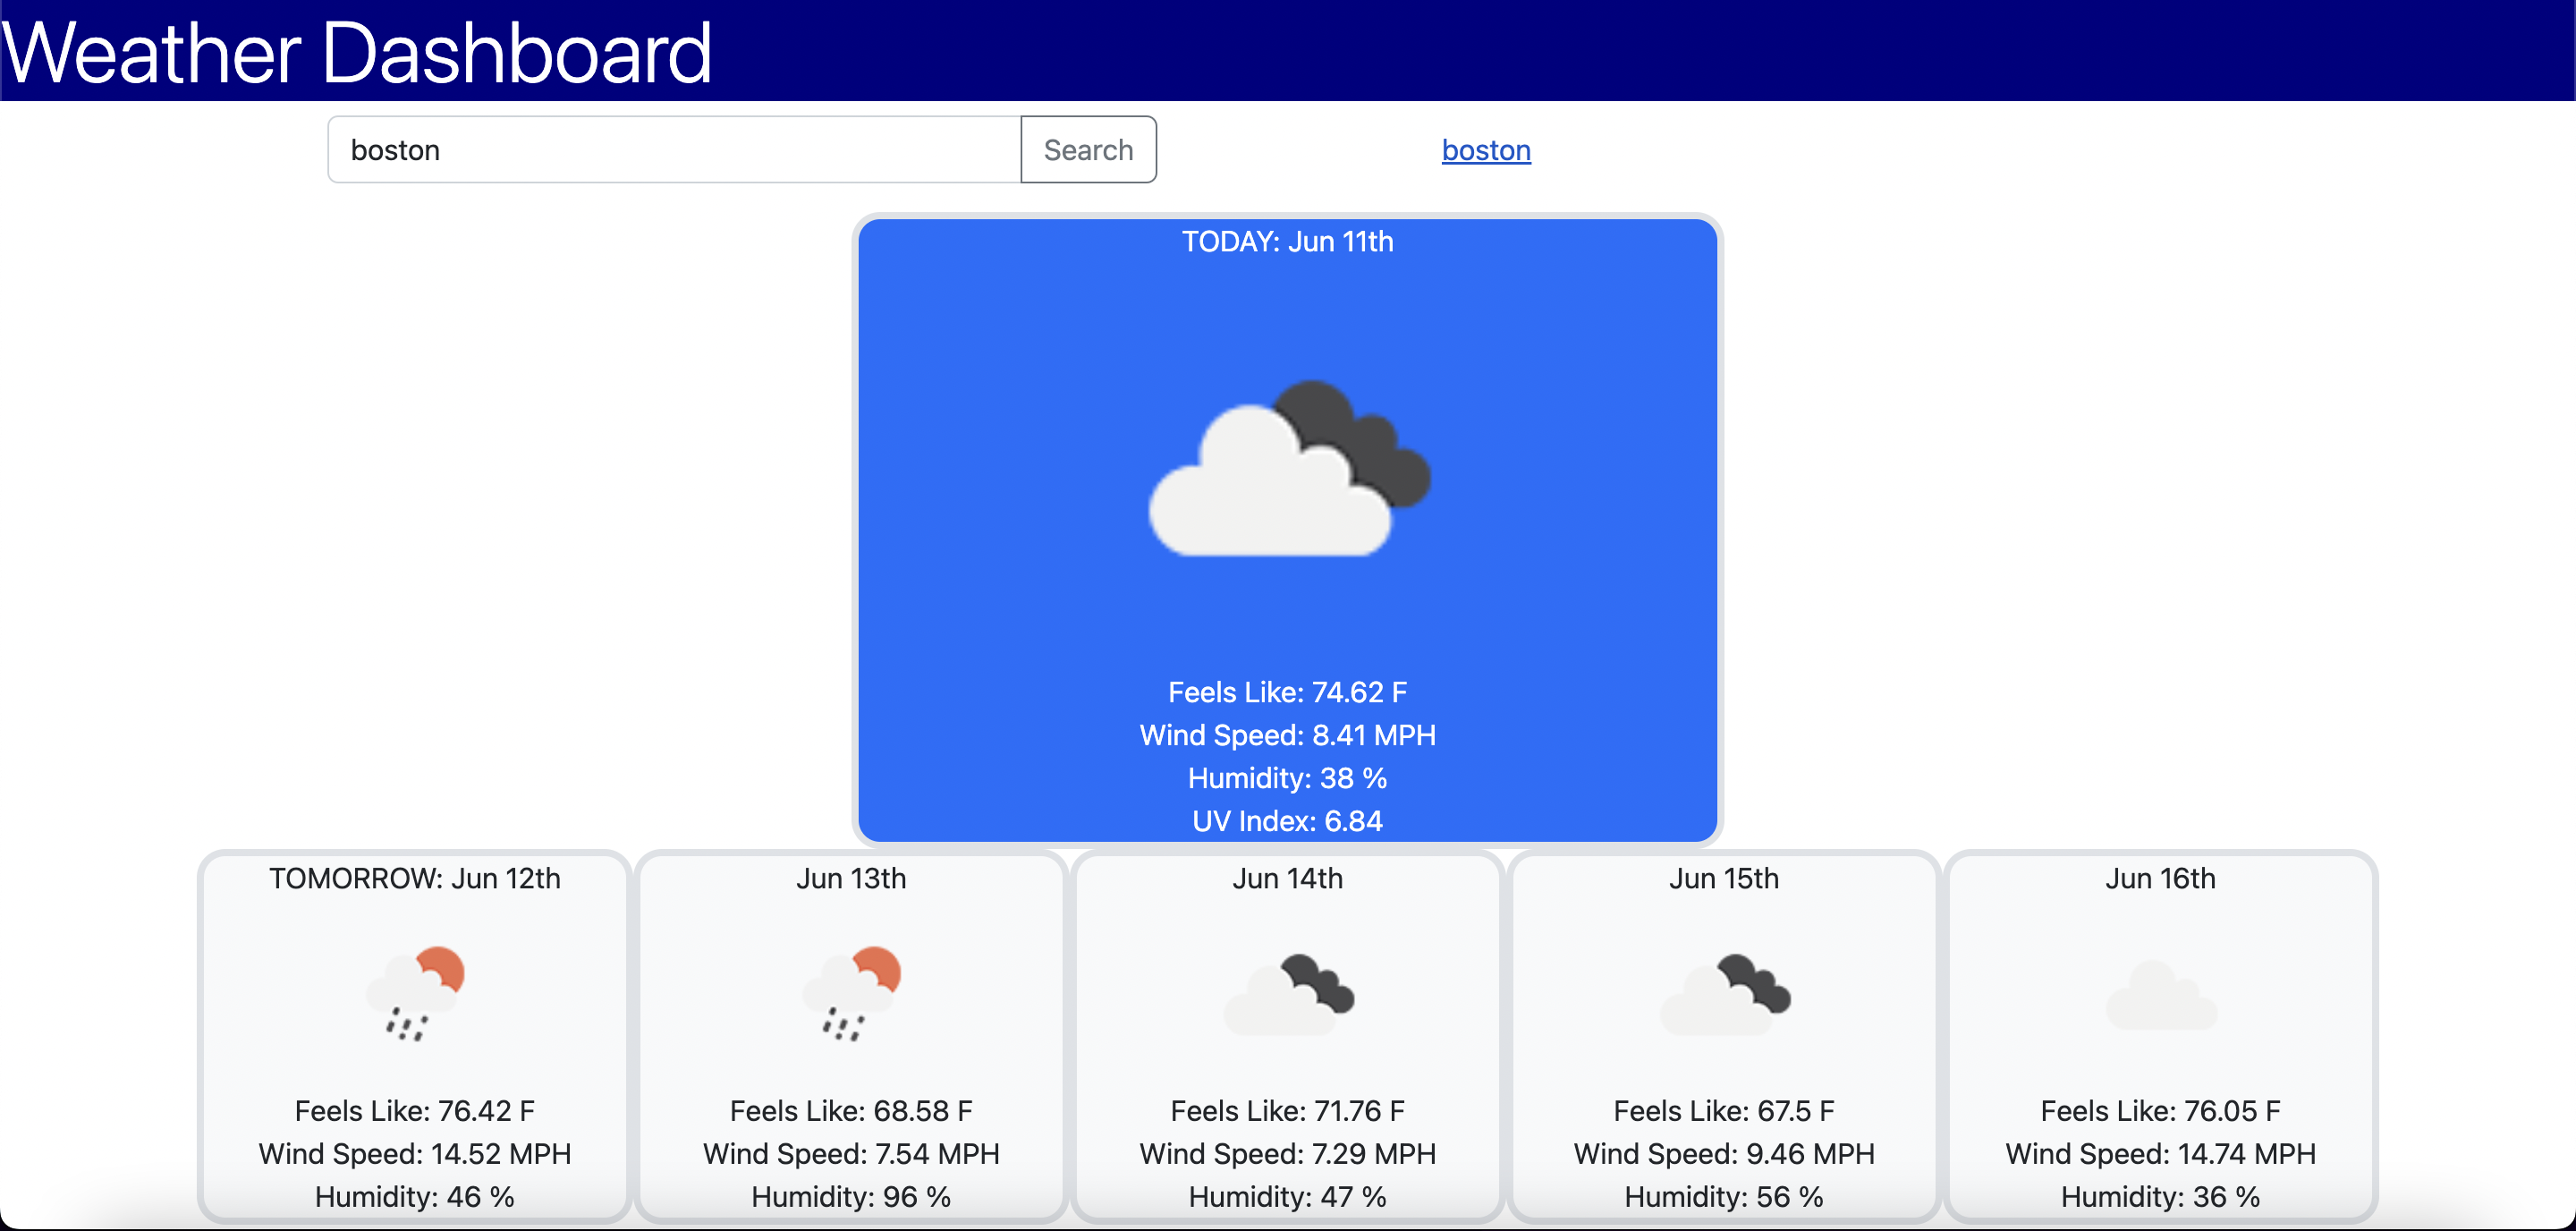 Weather Dashboard
boston
Search
boston
TODAY: Jun 11th
Feels Like: 74.62 F
Wind Speed: 8.41 MPH
Humidity: 38 %
UV Index: 6.84
TOMORROW: Jun 12th
Feels Like: 76.42 F
Wind Speed: 14.52 MPH
Humidity: 46 %
Jun 13th
Feels Like: 68.58 F
Wind Speed: 7.54 MPH
Humidity: 96 %
Jun 14th
Feels Like: 71.76 F
Wind Speed: 7.29 MPH
Humidity: 47 %
Jun 15th
Feels Like: 67.5 F
Wind Speed: 9.46 MPH
Humidity: 56 %
Jun 16th
Feels Like: 76.05 F
Wind Speed: 14.74 MPH
Humidity: 36 %